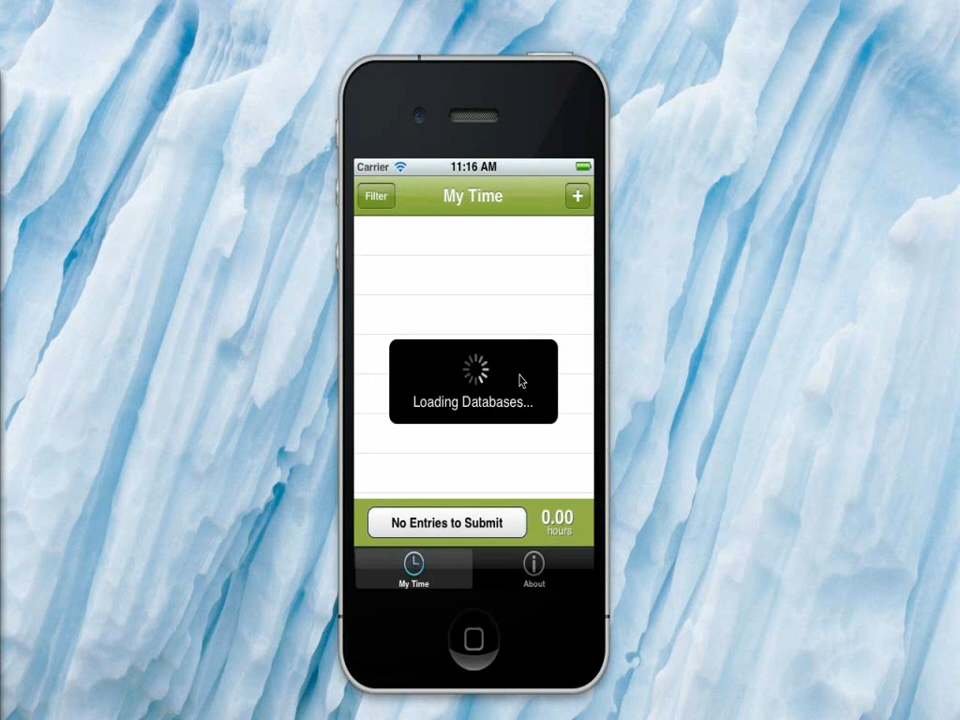 Carrier 11:16 AM
Filter My Time +
Loading Databases...
No Entries to Submit 0.00
hours
My Time About